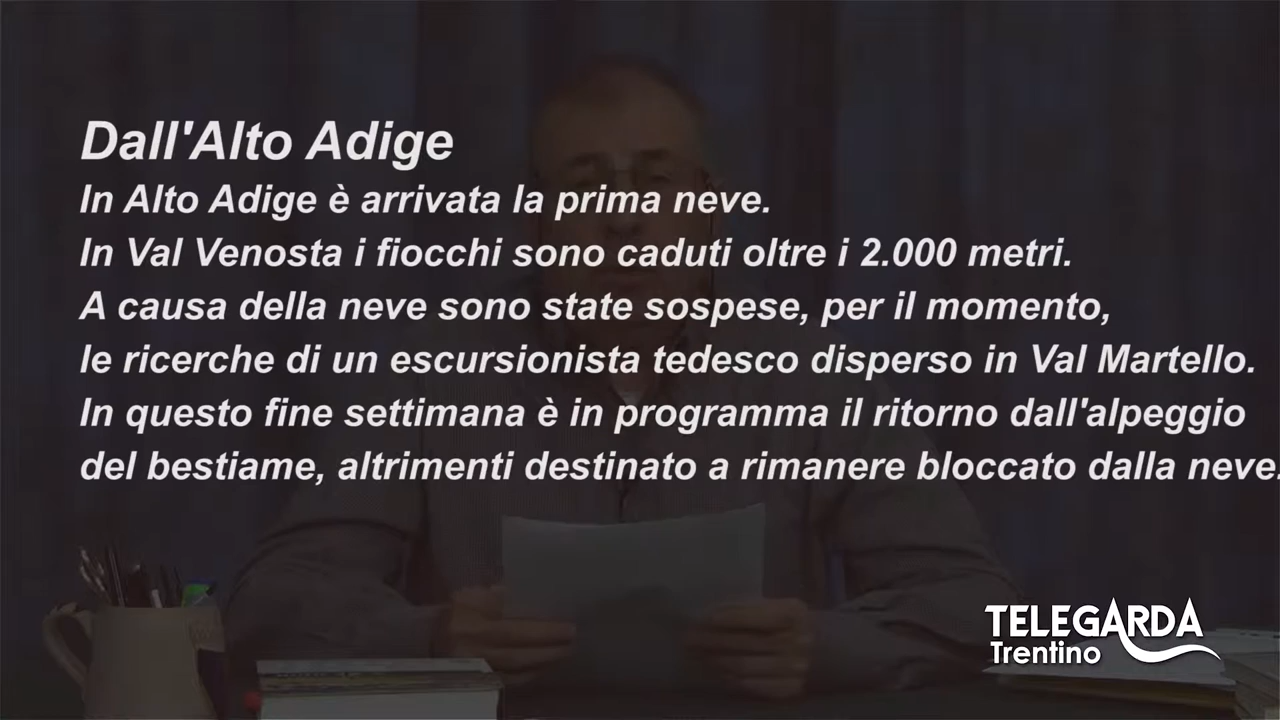 Dall'Alto Adige
In Alto Adige è arrivata la prima neve.
In Val Venosta i fiocchi sono caduti oltre i 2.000 metri.
A causa della neve sono state sospese, per il momento,
le ricerche di un escursionista tedesco disperso in Val Martello.
In questo fine settimana è in programma il ritorno dall'alpeggio
del bestiame, altrimenti destinato a rimanere bloccato dalla neve.
TELEGARDA
Trentino